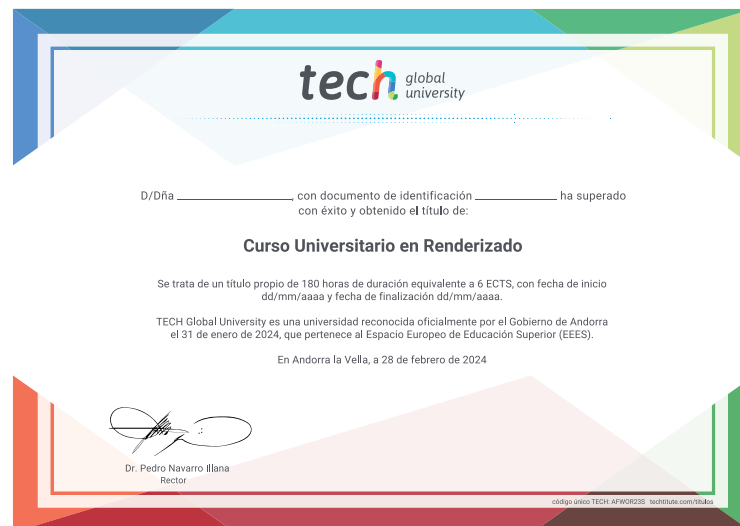 tech global university
D/Dña ____________________, con documento de identificación ______________ ha superado
con éxito y obtenido el título de:
Curso Universitario en Renderizado
Se trata de un título propio de 180 horas de duración equivalente a 6 ECTS, con fecha de inicio
dd/mm/aaaa y fecha de finalización dd/mm/aaaa.
TECH Global University es una universidad reconocida oficialmente por el Gobierno de Andorra
el 31 de enero de 2024, que pertenece al Espacio Europeo de Educación Superior (EEES).
En Andorra la Vella, a 28 de febrero de 2024
Dr. Pedro Navarro Illana
Rector
código único TECH: AFWOR23S techtitute.com/titulos